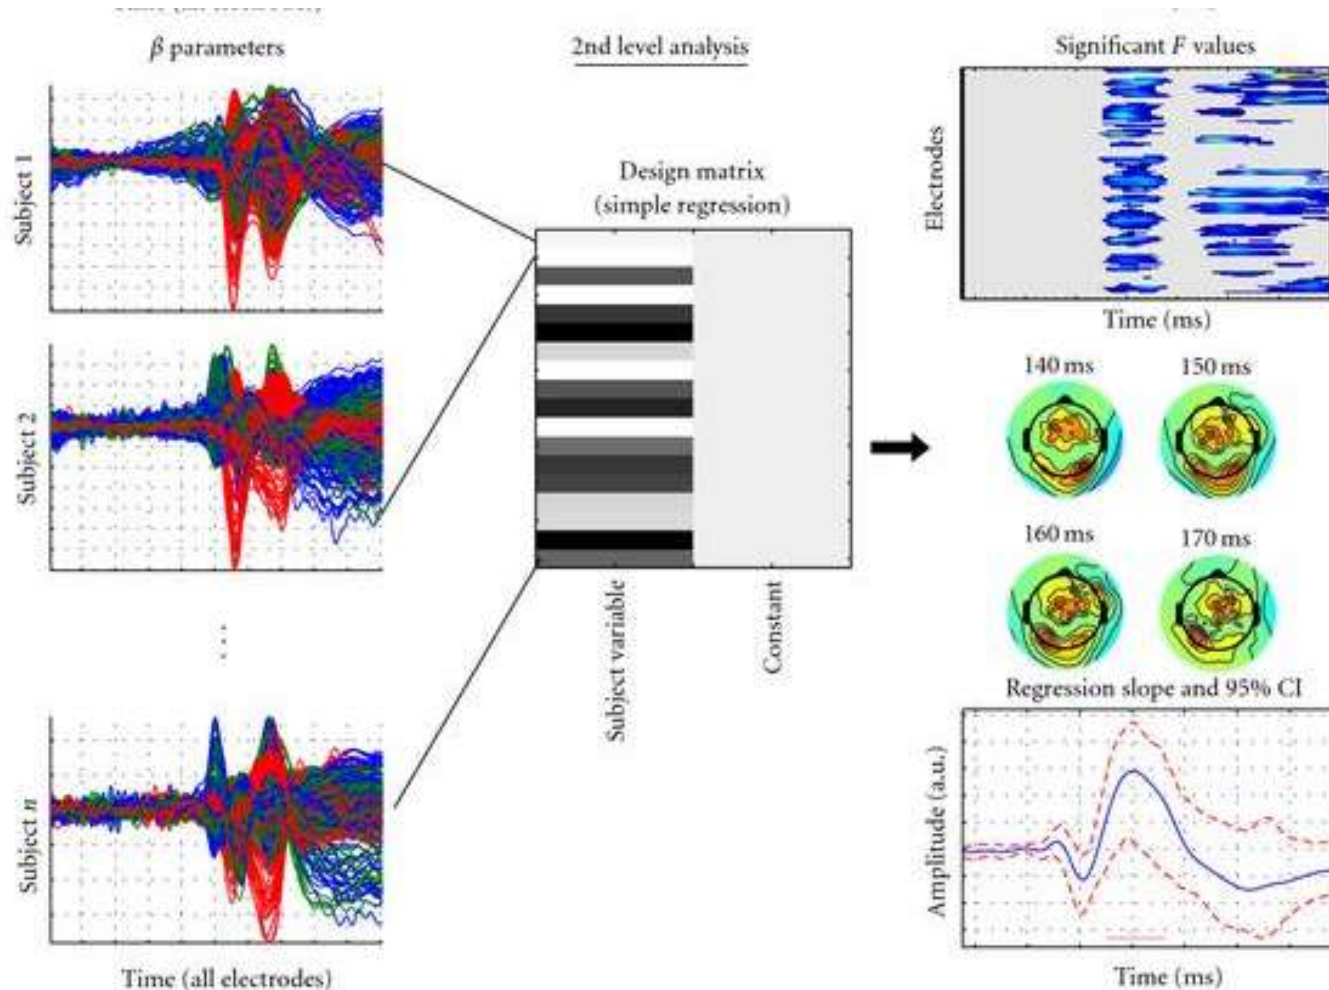 β parameters
2nd level analysis
Significant F values
Subject 1
Design matrix
(simple regression)
Electrodes
Time (ms)
140 ms
150 ms
Subject 2
160 ms
170 ms
Subject variable
Constant
Regression slope and 95% CI
Subject n
Amplitude (a.u.)
Time (all electrodes)
Time (ms)